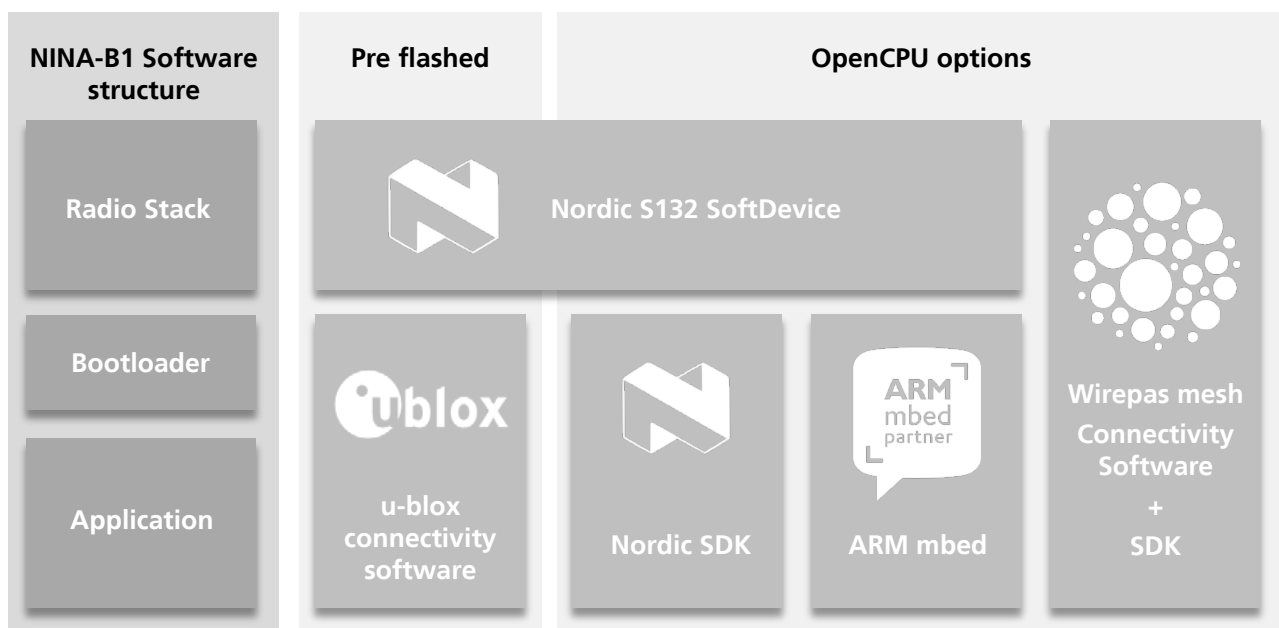 NINA-B1 Software
structure
Pre flashed
OpenCPU options
Radio Stack
Bootloader
Application
Nordic S132 SoftDevice
ublox
u-blox
connectivity
software
Nordic SDK
ARM
mbed
partner
ARM mbed
Wirepas mesh
Connectivity
Software
+
SDK